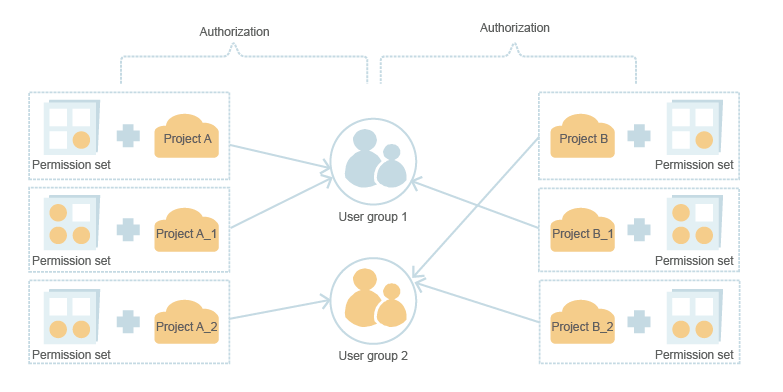 Authorization
Authorization
Project A
Permission set
Project B
Permission set
User group 1
Project A_1
Permission set
Project B_1
Permission set
Project A_2
Permission set
User group 2
Project B_2
Permission set